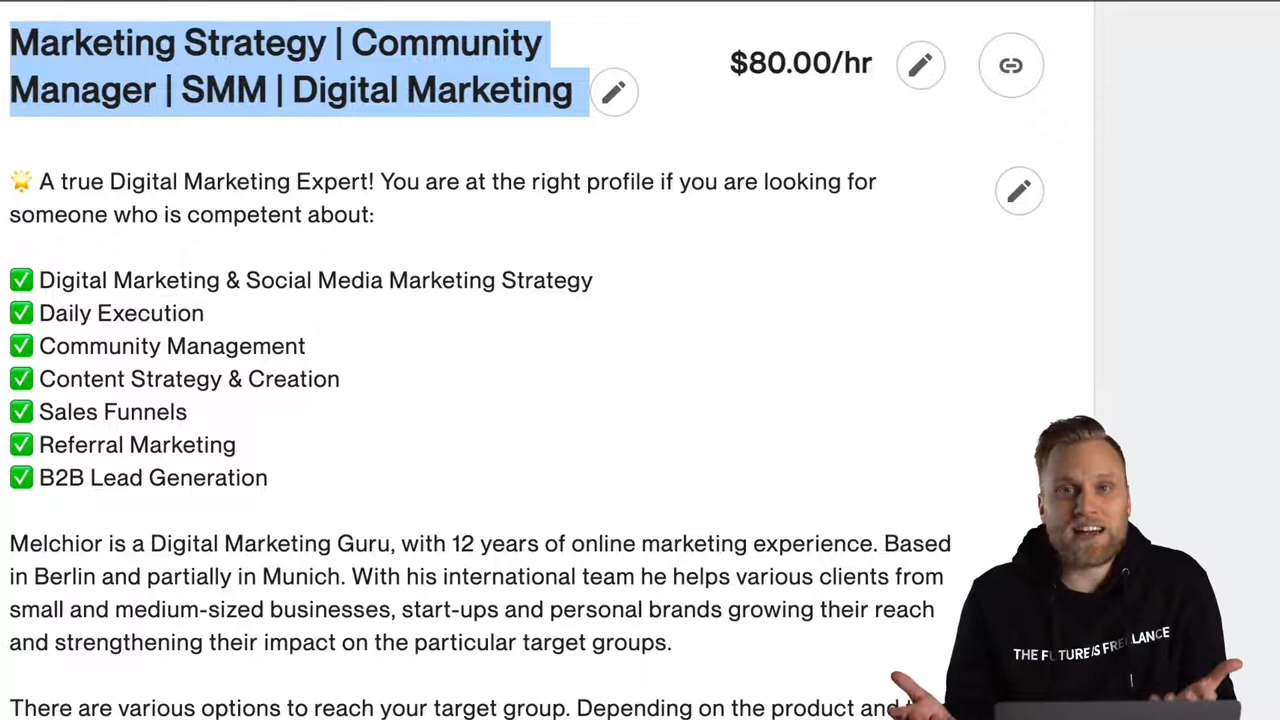 Marketing Strategy | Community
Manager | SMM | Digital Marketing
$80.00/hr
🌟 A true Digital Marketing Expert! You are at the right profile if you are looking for
someone who is competent about:
✅ Digital Marketing & Social Media Marketing Strategy
✅ Daily Execution
✅ Community Management
✅ Content Strategy & Creation
✅ Sales Funnels
✅ Referral Marketing
✅ B2B Lead Generation
Melchior is a Digital Marketing Guru, with 12 years of online marketing experience. Based
in Berlin and partially in Munich. With his international team he helps various clients from
small and medium-sized businesses, start-ups and personal brands growing their reach
and strengthening their impact on the particular target groups.
There are various options to reach your target group. Depending on the product and
THE FUTURE IS FREELANCE